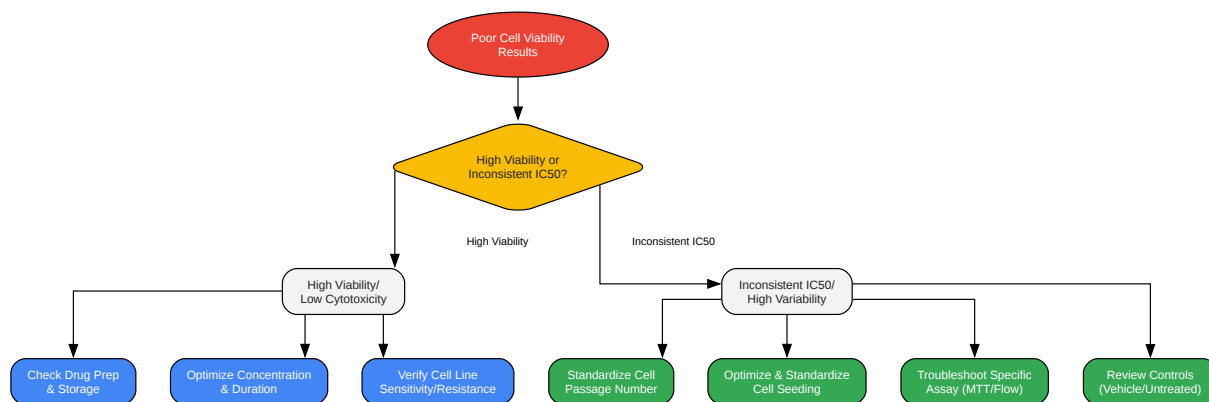 Poor Cell Viability
Results
High Viability or
Inconsistent IC50?
High Viability
Inconsistent IC50
High Viability/
Low Cytotoxicity
Inconsistent IC50/
High Variability
Check Drug Prep
& Storage
Optimize Concentration
& Duration
Verify Cell Line
Sensitivity/Resistance
Standardize Cell
Passage Number
Optimize & Standardize
Cell Seeding
Troubleshoot Specific
Assay (MTT/Flow)
Review Controls
(Vehicle/Untreated)